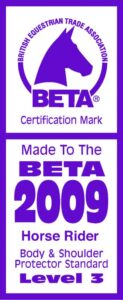 BRITISH EQUESTRIAN TRADE ASSOCIATION
BETA®
Certification Mark
Made To The
BETA
2009
Horse Rider
Body & Shoulder
Protector Standard
Level 3